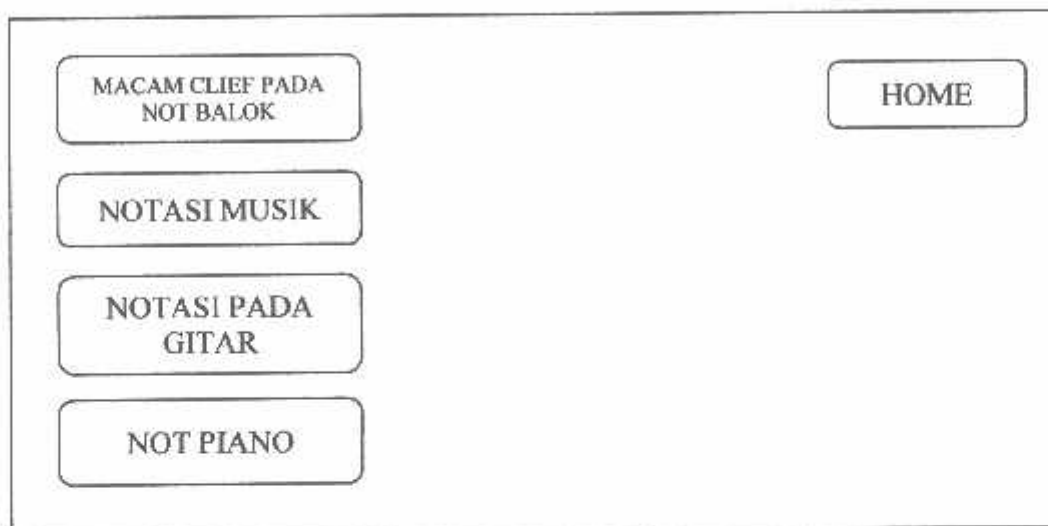 MACAM CLIEF PADA
NOT BALOK
HOME
NOTASI MUSIK
NOTASI PADA
GITAR
NOT PIANO